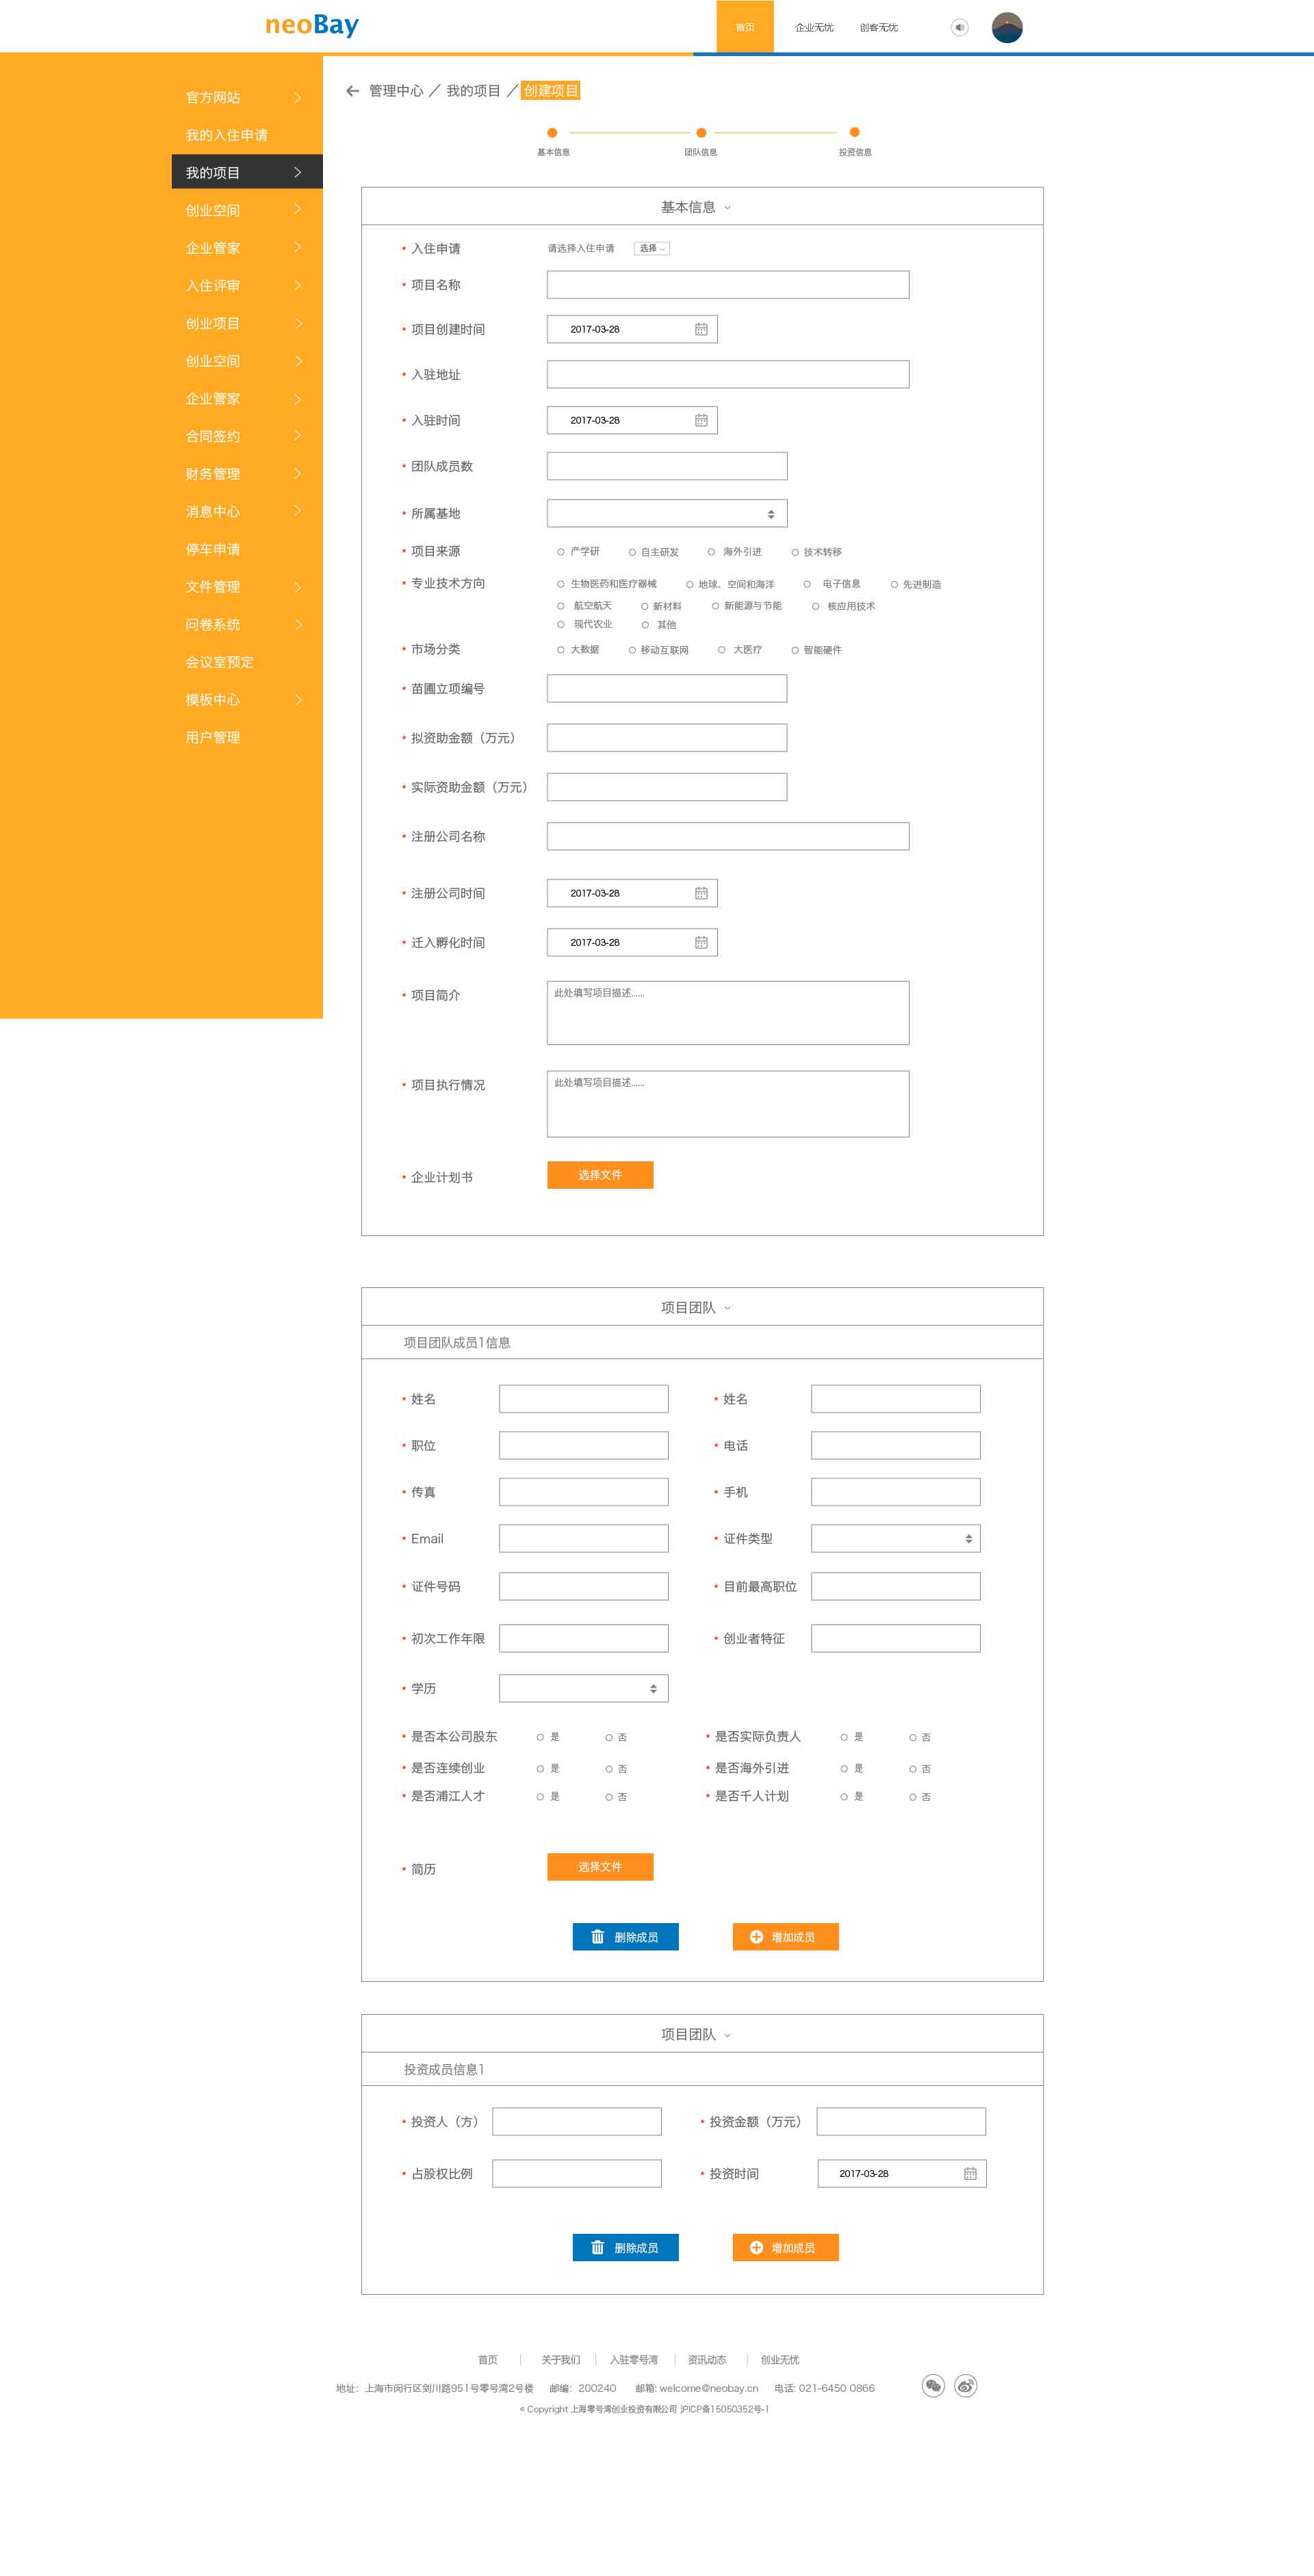 neoBay
首页 企业无忧 创客无忧
官方网站
我的入住申请
我的项目
创业空间
企业管家
入住评审
创业项目
创业空间
企业管家
合同签约
财务管理
消息中心
停车申请
文件管理
问卷系统
会议室预定
模板中心
用户管理
管理中心 ／ 我的项目 ／ 创建项目
基本信息 团队信息 投资信息
基本信息
* 入住申请 请选择入住申请 选择
* 项目名称
* 项目创建时间 2017-03-28
* 入驻地址
* 入驻时间 2017-03-28
* 团队成员数
* 所属基地
* 项目来源 产学研 自主研发 海外引进 技术转移
* 专业技术方向 生物医药和医疗器械 地球、空间和海洋 电子信息 先进制造
航空航天 新材料 新能源与节能 核应用技术
现代农业 其他
* 市场分类 大数据 移动互联网 大医疗 智能硬件
* 苗圃立项编号
* 拟资助金额（万元）
* 实际资助金额（万元）
* 注册公司名称
* 注册公司时间 2017-03-28
* 迁入孵化时间 2017-03-28
* 项目简介 此处填写项目描述......
* 项目执行情况 此处填写项目描述......
* 企业计划书 选择文件
项目团队
项目团队成员1信息
* 姓名 * 姓名
* 职位 * 电话
* 传真 * 手机
* Email * 证件类型
* 证件号码 * 目前最高职位
* 初次工作年限 * 创业者特征
* 学历
* 是否本公司股东 是 否 * 是否实际负责人 是 否
* 是否连续创业 是 否 * 是否海外引进 是 否
* 是否浦江人才 是 否 * 是否千人计划 是 否
* 简历 选择文件
删除成员 增加成员
项目团队
投资成员信息1
* 投资人（方） * 投资金额（万元）
* 占股权比例 * 投资时间 2017-03-28
删除成员 增加成员
首页 关于我们 入驻零号湾 资讯动态 创业无忧
地址：上海市闵行区剑川路951号零号湾2号楼 邮编：200240 邮箱: welcome@neobay.cn 电话: 021-6450 0866
© Copyright 上海零号湾创业投资有限公司 沪ICP备15050352号-1